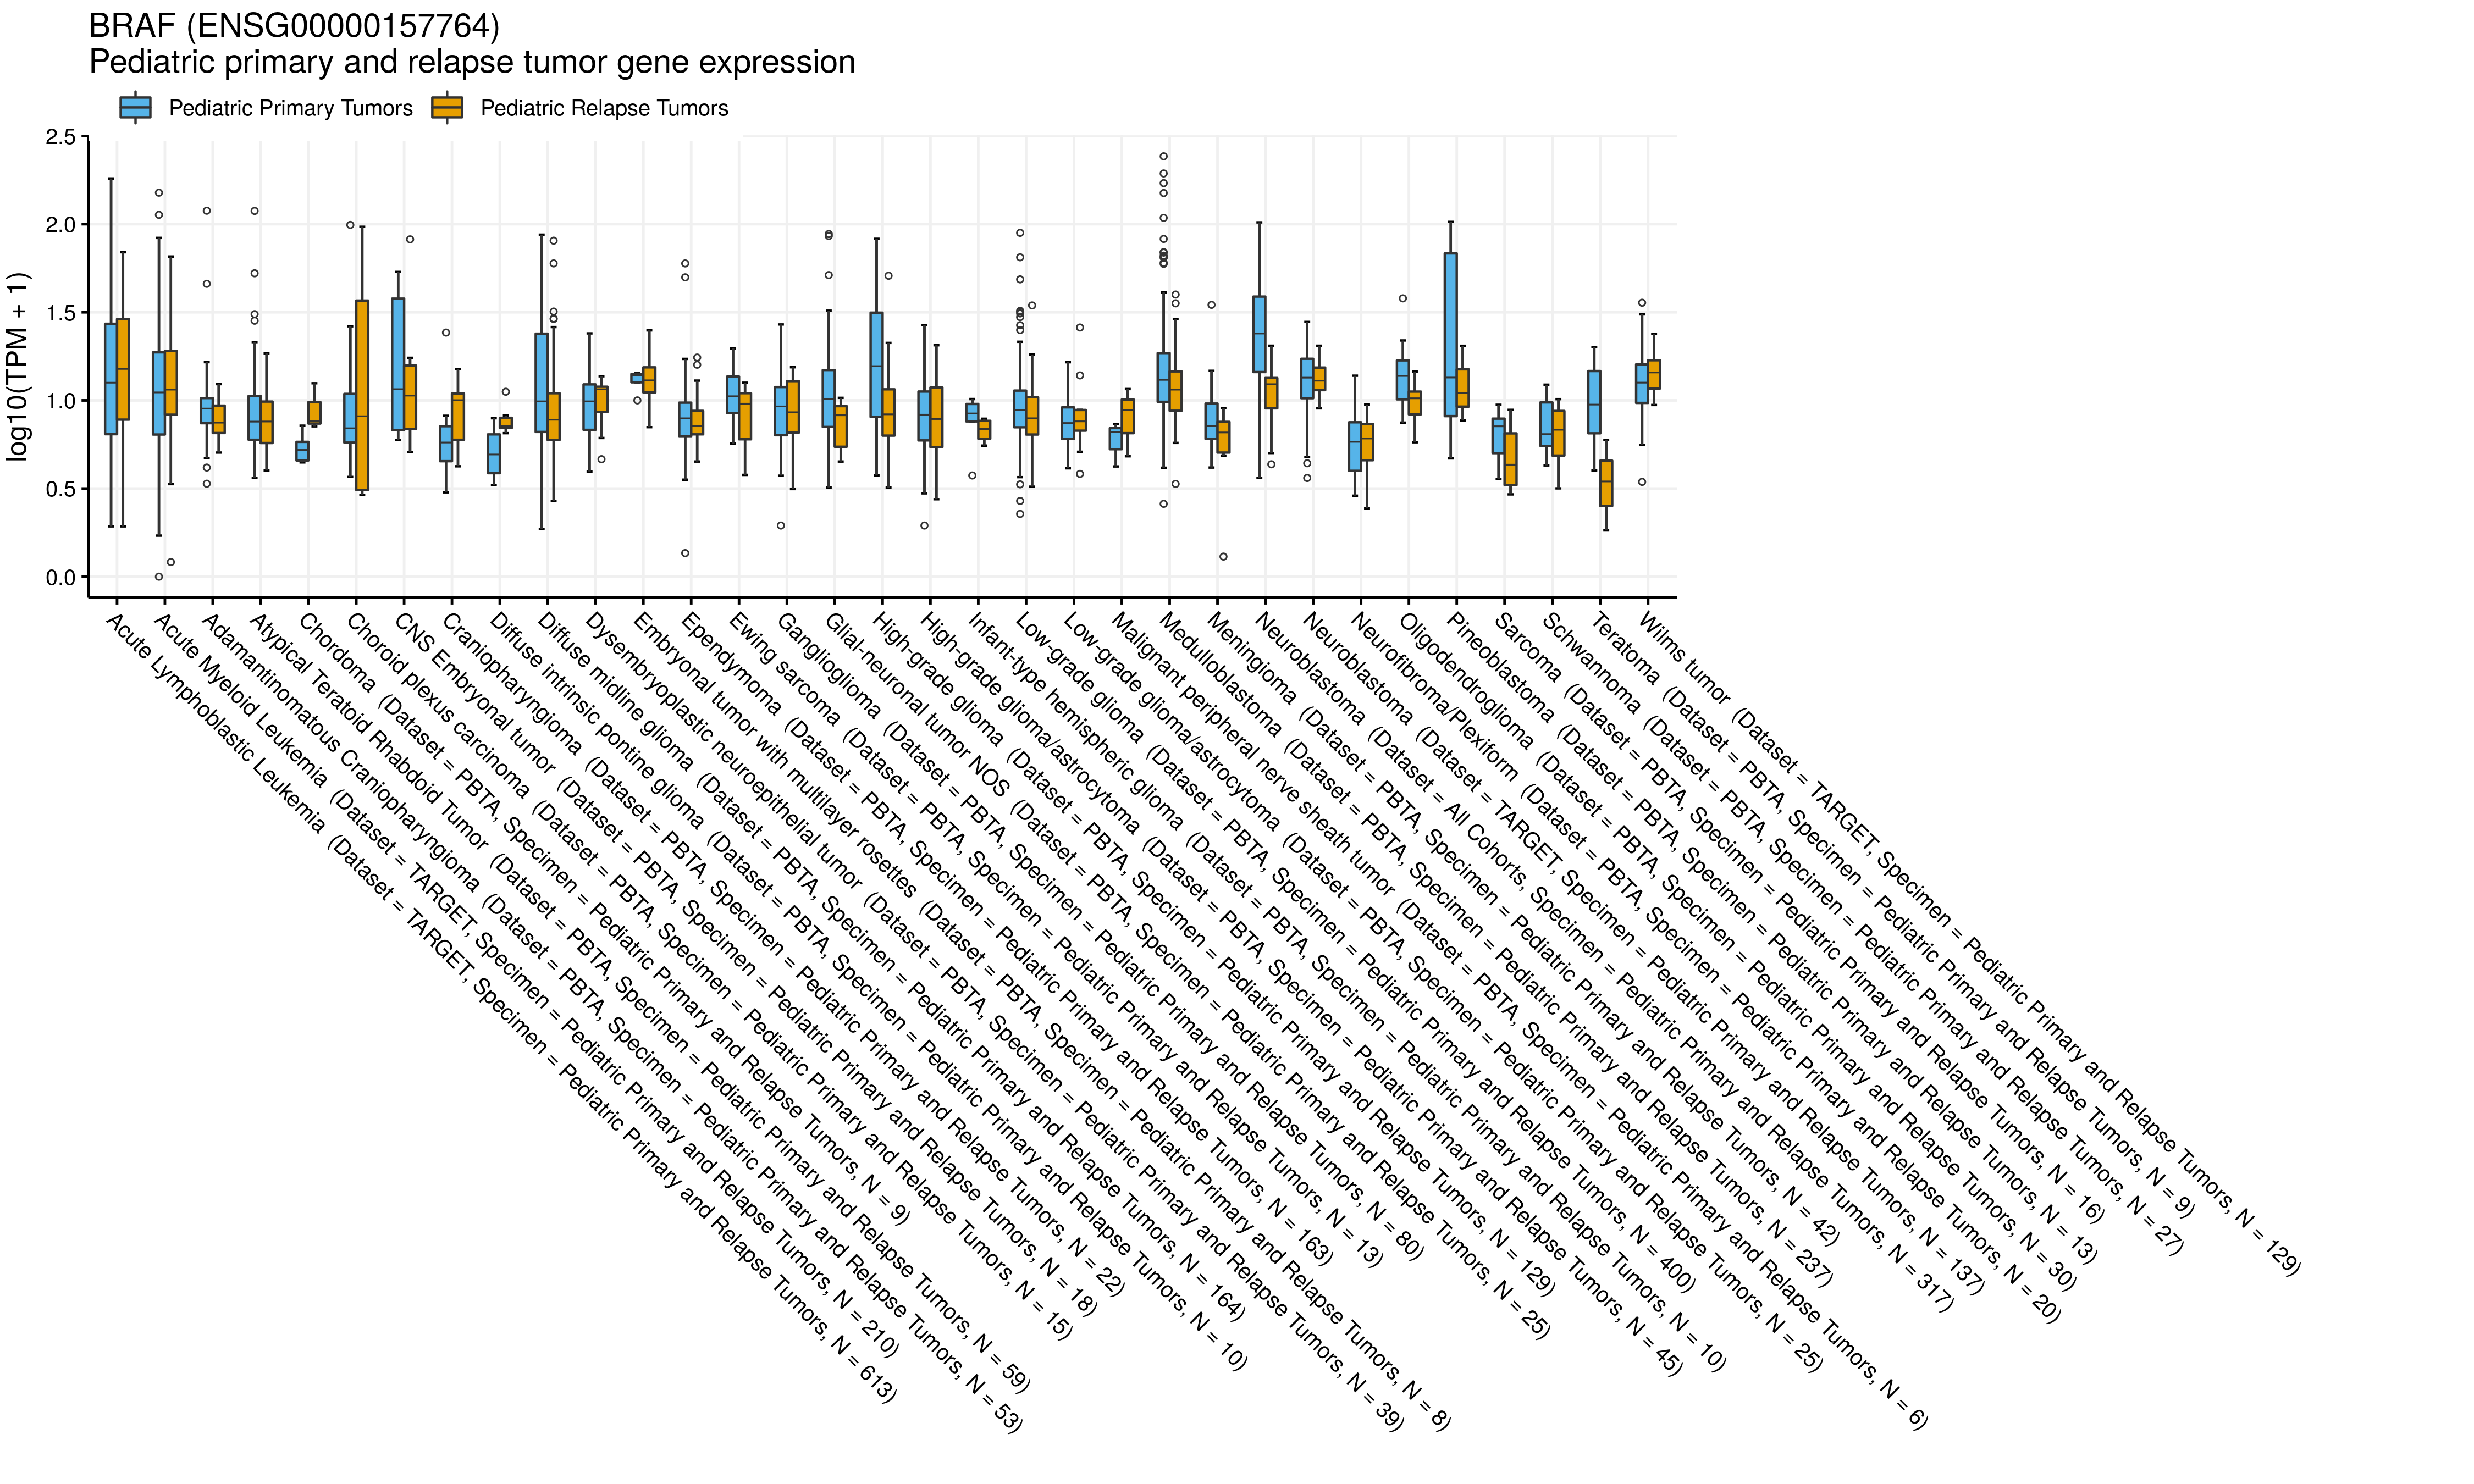 BRAF (ENSG00000157764)
Pediatric primary and relapse tumor gene expression
Pediatric Primary Tumors
Pediatric Relapse Tumors
log10(TPM + 1)
2.5
2.0
1.5
1.0
0.5
0.0
Acute Lymphoblastic Leukemia (Dataset = TARGET, Specimen = Pediatric Primary and Relapse Tumors, N = 613)
Acute Myeloid Leukemia (Dataset = TARGET, Specimen = Pediatric Primary and Relapse Tumors, N = 210)
Adamantinomatous Craniopharyngioma (Dataset = PBTA, Specimen = Pediatric Primary and Relapse Tumors, N = 53)
Atypical Teratoid Rhabdoid Tumor (Dataset = PBTA, Specimen = Pediatric Primary and Relapse Tumors, N = 59)
Chordoma (Dataset = PBTA, Specimen = Pediatric Primary and Relapse Tumors, N = 9)
Choroid plexus carcinoma (Dataset = PBTA, Specimen = Pediatric Primary and Relapse Tumors, N = 15)
CNS Embryonal tumor (Dataset = PBTA, Specimen = Pediatric Primary and Relapse Tumors, N = 18)
Craniopharyngioma (Dataset = PBTA, Specimen = Pediatric Primary and Relapse Tumors, N = 22)
Diffuse intrinsic pontine glioma (Dataset = PBTA, Specimen = Pediatric Primary and Relapse Tumors, N = 10)
Diffuse midline glioma (Dataset = PBTA, Specimen = Pediatric Primary and Relapse Tumors, N = 164)
Dysembryoplastic neuroepithelial tumor (Dataset = PBTA, Specimen = Pediatric Primary and Relapse Tumors, N = 39)
Embryonal tumor with multilayer rosettes (Dataset = PBTA, Specimen = Pediatric Primary and Relapse Tumors, N = 8)
Ependymoma (Dataset = PBTA, Specimen = Pediatric Primary and Relapse Tumors, N = 163)
Ewing sarcoma (Dataset = PBTA, Specimen = Pediatric Primary and Relapse Tumors, N = 13)
Ganglioglioma (Dataset = PBTA, Specimen = Pediatric Primary and Relapse Tumors, N = 80)
Glial-neuronal tumor NOS (Dataset = PBTA, Specimen = Pediatric Primary and Relapse Tumors, N = 25)
High-grade glioma (Dataset = PBTA, Specimen = Pediatric Primary and Relapse Tumors, N = 129)
High-grade glioma/astrocytoma (Dataset = PBTA, Specimen = Pediatric Primary and Relapse Tumors, N = 45)
Infant-type hemispheric glioma (Dataset = PBTA, Specimen = Pediatric Primary and Relapse Tumors, N = 10)
Low-grade glioma (Dataset = PBTA, Specimen = Pediatric Primary and Relapse Tumors, N = 400)
Low-grade glioma/astrocytoma (Dataset = PBTA, Specimen = Pediatric Primary and Relapse Tumors, N = 25)
Malignant peripheral nerve sheath tumor (Dataset = PBTA, Specimen = Pediatric Primary and Relapse Tumors, N = 6)
Medulloblastoma (Dataset = PBTA, Specimen = Pediatric Primary and Relapse Tumors, N = 237)
Meningioma (Dataset = PBTA, Specimen = Pediatric Primary and Relapse Tumors, N = 42)
Neuroblastoma (Dataset = All Cohorts, Specimen = Pediatric Primary and Relapse Tumors, N = 317)
Neuroblastoma (Dataset = TARGET, Specimen = Pediatric Primary and Relapse Tumors, N = 137)
Neurofibroma/Plexiform (Dataset = PBTA, Specimen = Pediatric Primary and Relapse Tumors, N = 20)
Oligodendroglioma (Dataset = PBTA, Specimen = Pediatric Primary and Relapse Tumors, N = 30)
Pineoblastoma (Dataset = PBTA, Specimen = Pediatric Primary and Relapse Tumors, N = 13)
Sarcoma (Dataset = PBTA, Specimen = Pediatric Primary and Relapse Tumors, N = 16)
Schwannoma (Dataset = PBTA, Specimen = Pediatric Primary and Relapse Tumors, N = 27)
Teratoma (Dataset = PBTA, Specimen = Pediatric Primary and Relapse Tumors, N = 9)
Wilms tumor (Dataset = TARGET, Specimen = Pediatric Primary and Relapse Tumors, N = 129)